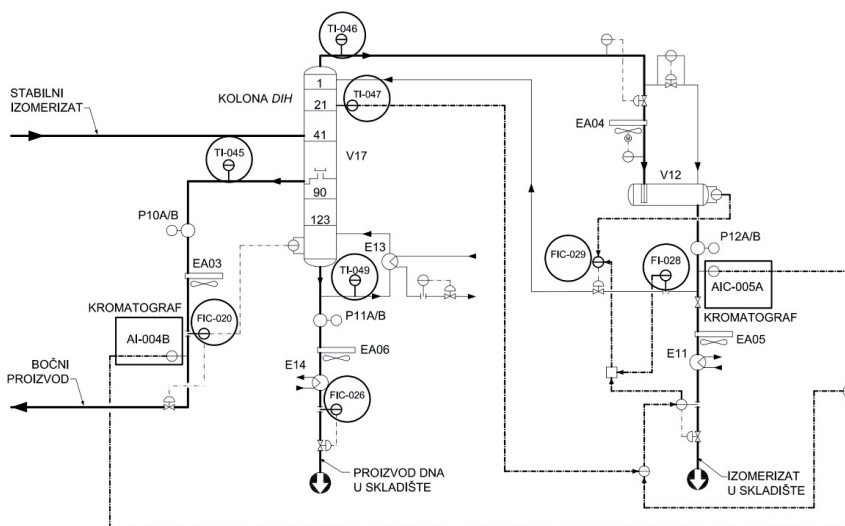 TI-046
STABILNI
IZOMERIZAT
KOLONA DIH
1
21
41
90
123
TI-047
V17
TI-045
EA04
M
V12
P10A/B
EA03
E13
TI-049
P11A/B
EA06
E14
FIC-026
KROMATOGRAF
AI-004B
FIC-020
BOČNI
PROIZVOD
PROIZVOD DNA
U SKLADIŠTE
FIC-029
FI-028
P12A/B
AIC-005A
KROMATOGRAF
EA05
E11
IZOMERIZAT
U SKLADIŠTE